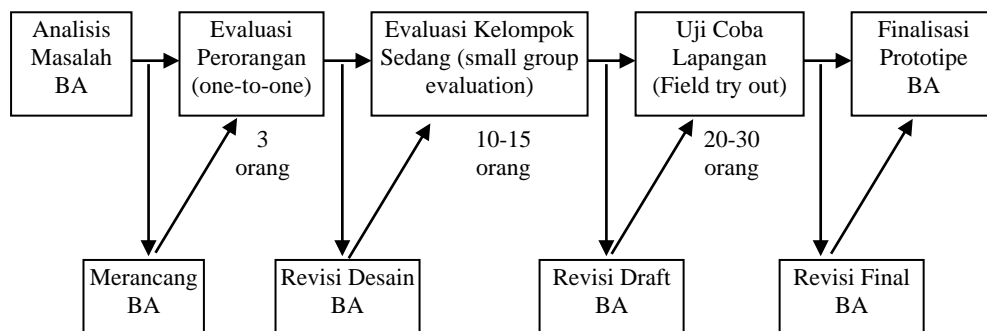 Analisis
Masalah
BA
Evaluasi
Perorangan
(one-to-one)
Evaluasi Kelompok
Sedang (small group
evaluation)
Uji Coba
Lapangan
(Field try out)
Finalisasi
Prototipe
BA
3
orang
10-15
orang
20-30
orang
Merancang
BA
Revisi Desain
BA
Revisi Draft
BA
Revisi Final
BA